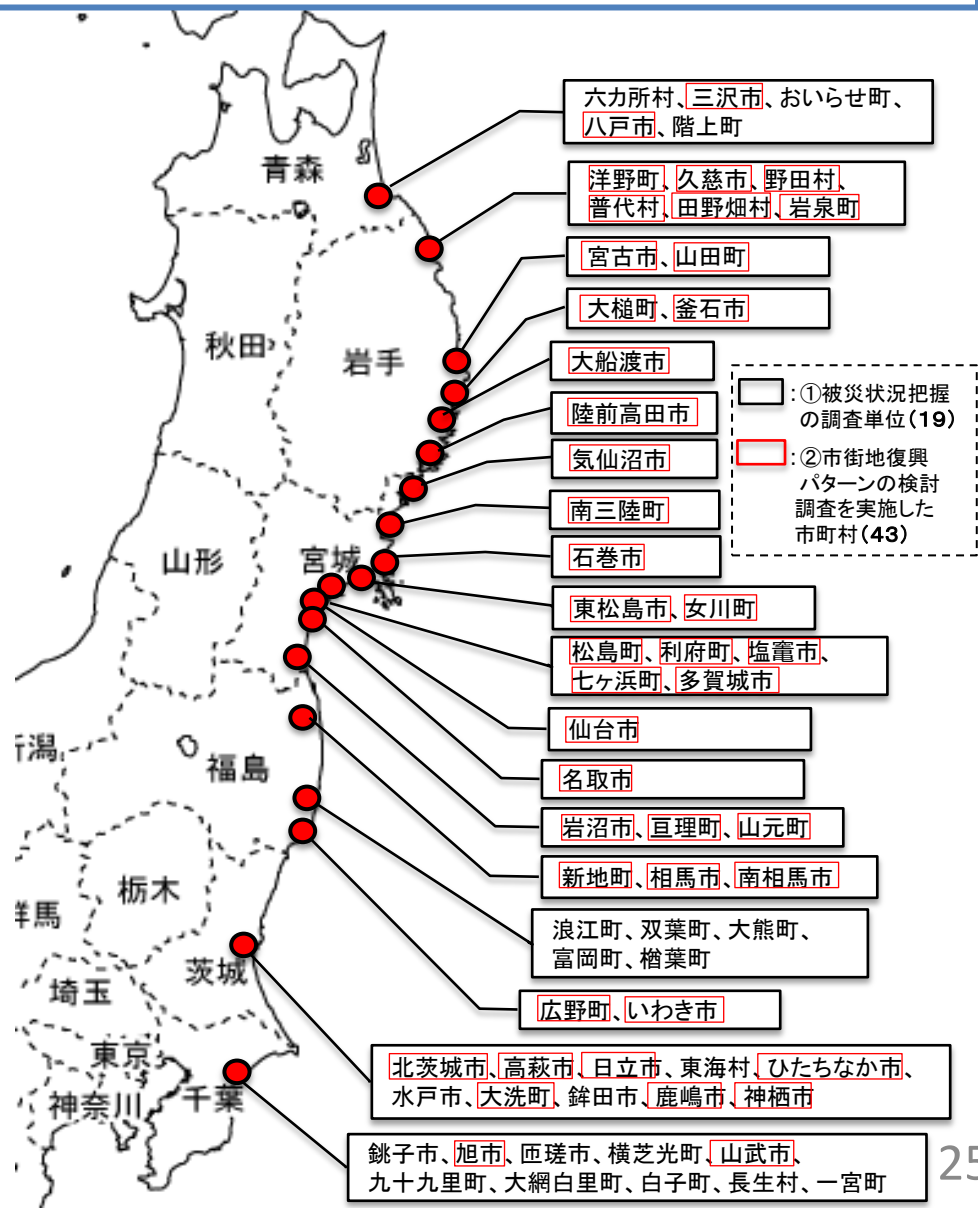 六カ所村、三沢市、おいらせ町、
八戸市、階上町
青森
洋野町、久慈市、野田村、
普代村、田野畑村、岩泉町
宮古市、山田町
大槌町、釜石市
秋田
岩手
大船渡市
:①被災状況把握
の調査単位(19)
陸前高田市
気仙沼市
:②市街地復興
パターンの検討
調査を実施した
市町村(43)
南三陸町
山形
宮城
石巻市
東松島市、女川町
松島町、利府町、塩竈市、
七ヶ浜町、多賀城市
仙台市
新潟
福島
名取市
岩沼市、亘理町、山元町
新地町、相馬市、南相馬市
栃木
群馬
浪江町、双葉町、大熊町、
富岡町、楢葉町
茨城
埼玉
広野町、いわき市
東京
北茨城市、高萩市、日立市、東海村、ひたちなか市、
水戸市、大洗町、鉾田市、鹿嶋市、神栖市
神奈川
千葉
銚子市、旭市、匝瑳市、横芝光町、山武市、
九十九里町、大網白里町、白子町、長生村、一宮町
25